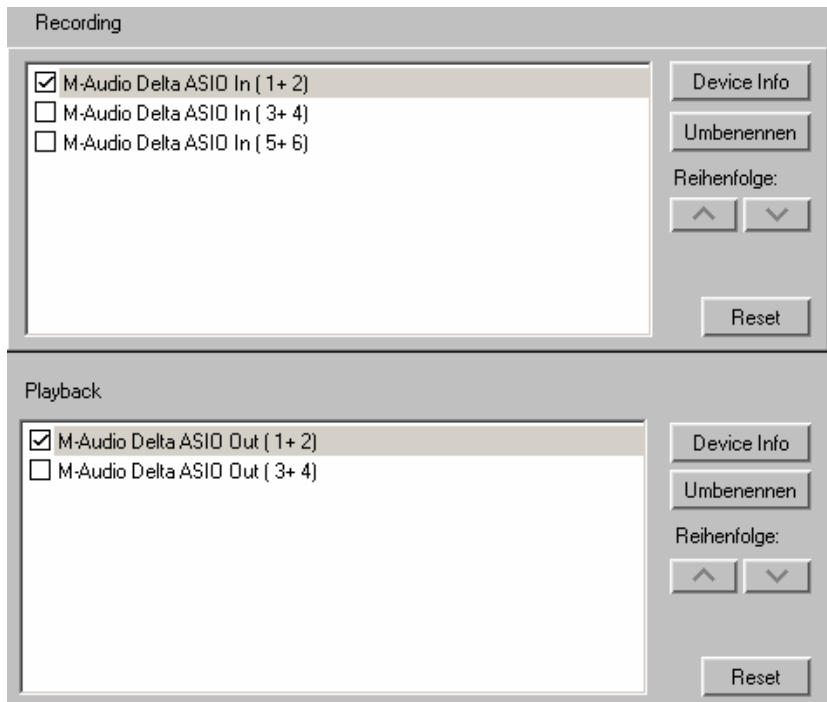 Recording
M-Audio Delta ASIO In ( 1+ 2)
M-Audio Delta ASIO In ( 3+ 4)
M-Audio Delta ASIO In ( 5+ 6)
Device Info
Umbenennen
Reihenfolge:
Reset
Playback
M-Audio Delta ASIO Out ( 1+ 2)
M-Audio Delta ASIO Out ( 3+ 4)
Device Info
Umbenennen
Reihenfolge:
Reset